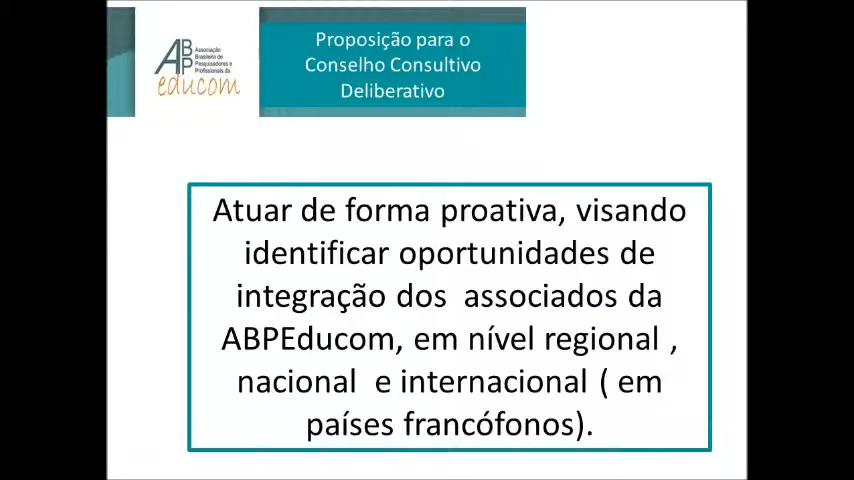 ABP
Associação
Brasileira de
Pesquisadores e
Profissionais da
educom
Proposição para o
Conselho Consultivo
Deliberativo
Atuar de forma proativa, visando
identificar oportunidades de
integração dos  associados da
ABPEducom, em nível regional ,
nacional  e internacional ( em
países francófonos).